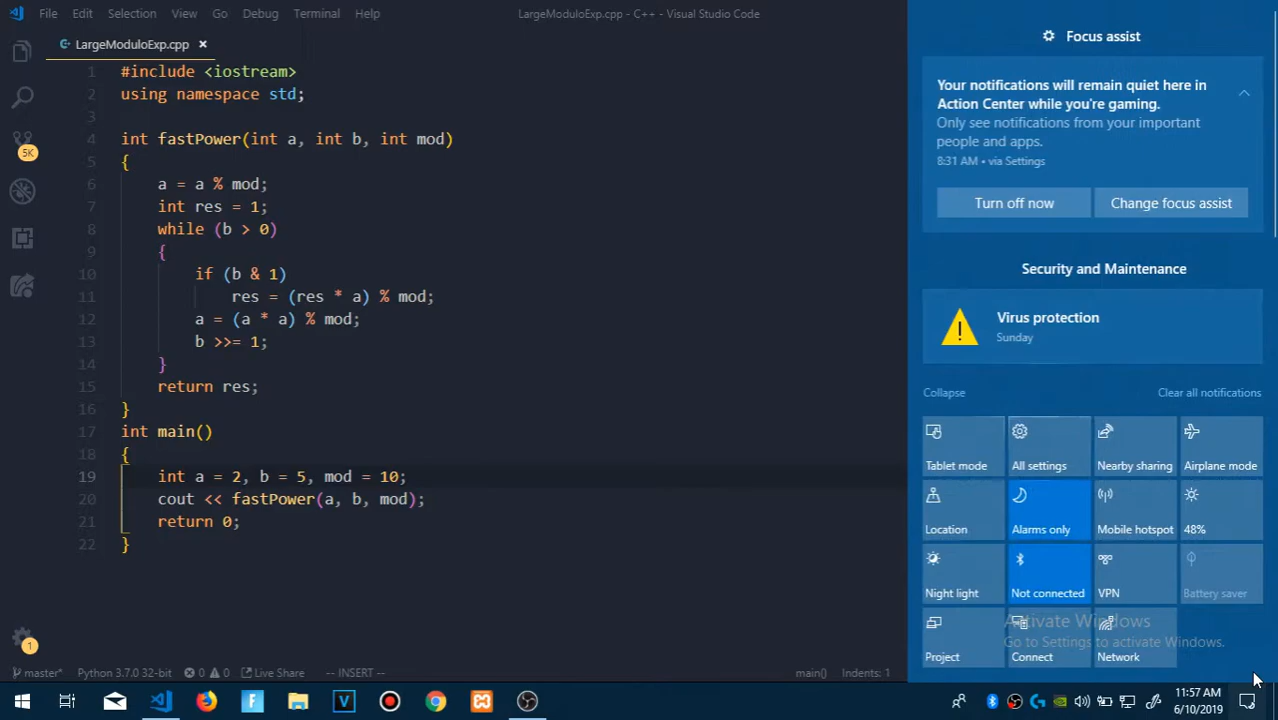 File Edit Selection View Go Debug Terminal Help LargeModuloExp.cpp - C++ - Visual Studio Code
LargeModuloExp.cpp ×
1 #include <iostream>
2 using namespace std;
3
4 int fastPower(int a, int b, int mod)
5 {
6 a = a % mod;
7 int res = 1;
8 while (b > 0)
9 {
10 if (b & 1)
11 res = (res * a) % mod;
12 a = (a * a) % mod;
13 b >>= 1;
14 }
15 return res;
16 }
17 int main()
18 {
19 int a = 2, b = 5, mod = 10;
20 cout << fastPower(a, b, mod);
21 return 0;
22 }
5K
1
master* Python 3.7.0 32-bit 0 0 Live Share -- INSERT -- main() Indents: 1
Focus assist
Your notifications will remain quiet here in
Action Center while you're gaming.
Only see notifications from your important
people and apps.
8:31 AM • via Settings
Turn off now Change focus assist
Security and Maintenance
Virus protection
Sunday
Collapse Clear all notifications
Tablet mode All settings Nearby sharing Airplane mode
Location Alarms only Mobile hotspot 48%
Night light Not connected VPN Battery saver
Activate Windows
Go to Settings to activate Windows.
Project Connect Network
11:57 AM
6/10/2019